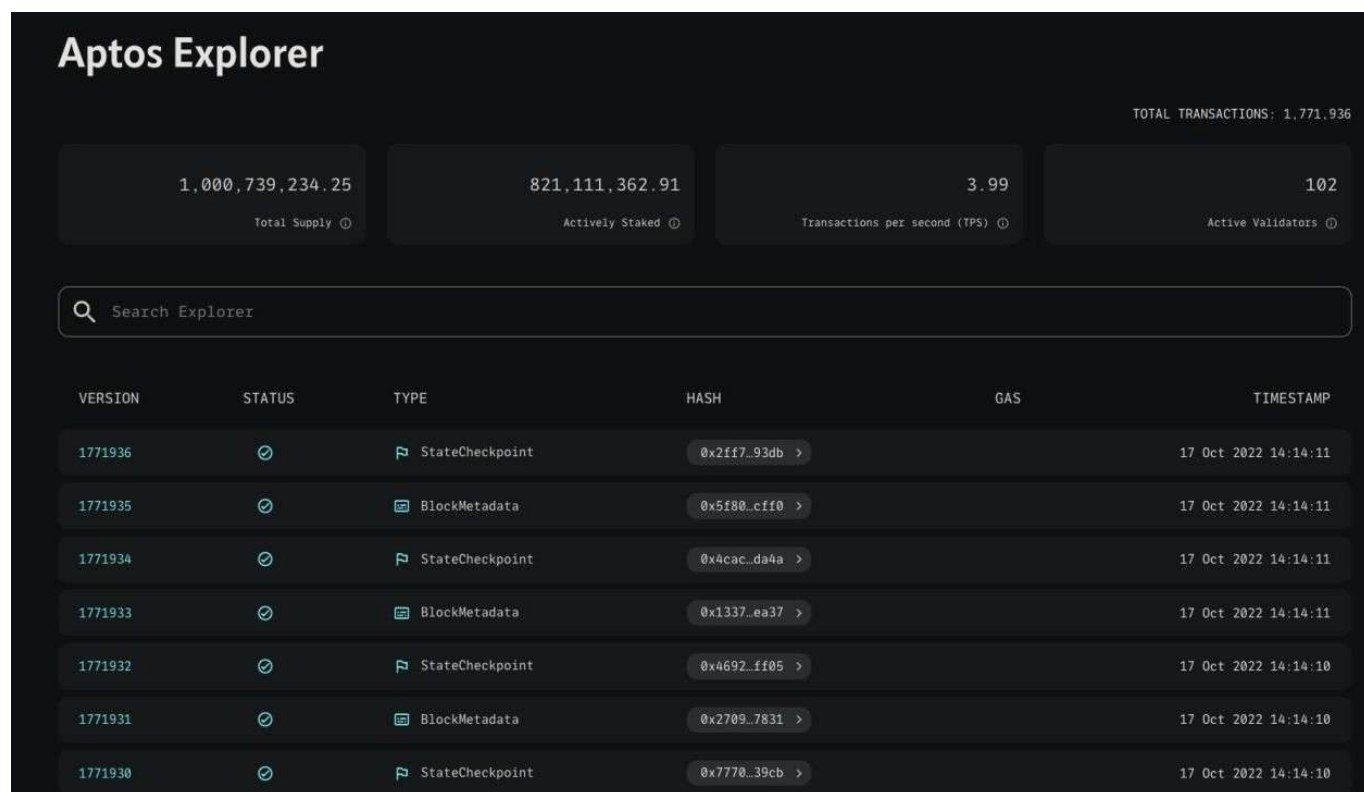 Aptos Explorer
TOTAL TRANSACTIONS: 1,771,936
1,000,739,234.25 821,111,362.91 3.99 102
Total Supply Actively Staked Transactions per second (TPS) Active Validators
Search Explorer
VERSION STATUS TYPE HASH GAS TIMESTAMP
1771936 StateCheckpoint 0x2ff7…93db > 17 Oct 2022 14:14:11
1771935 BlockMetadata 0x5f80…cff0 > 17 Oct 2022 14:14:11
1771934 StateCheckpoint 0x4cac…da4a > 17 Oct 2022 14:14:11
1771933 BlockMetadata 0x1337…ea37 > 17 Oct 2022 14:14:11
1771932 StateCheckpoint 0x4692…ff05 > 17 Oct 2022 14:14:10
1771931 BlockMetadata 0x2709…7831 > 17 Oct 2022 14:14:10
1771930 StateCheckpoint 0x7770…39cb > 17 Oct 2022 14:14:10